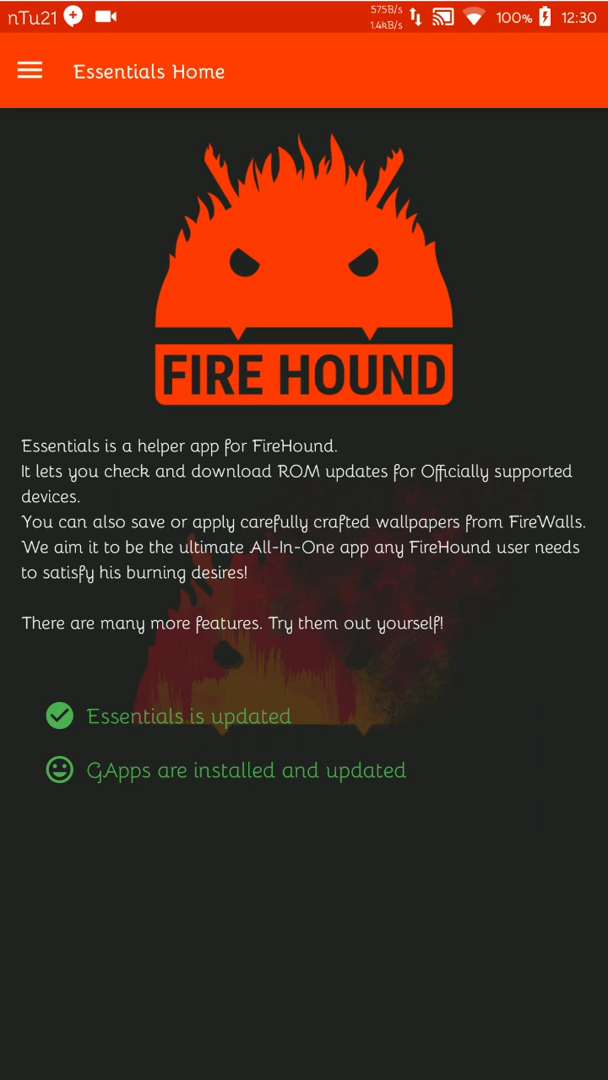 nTu21 575B/s 100% 12:30
1.4kB/s
Essentials Home
FIRE HOUND
Essentials is a helper app for FireHound.
It lets you check and download ROM updates for Officially supported
devices.
You can also save or apply carefully crafted wallpapers from FireWalls.
We aim it to be the ultimate All-In-One app any FireHound user needs
to satisfy his burning desires!
There are many more features. Try them out yourself!
Essentials is updated
GApps are installed and updated